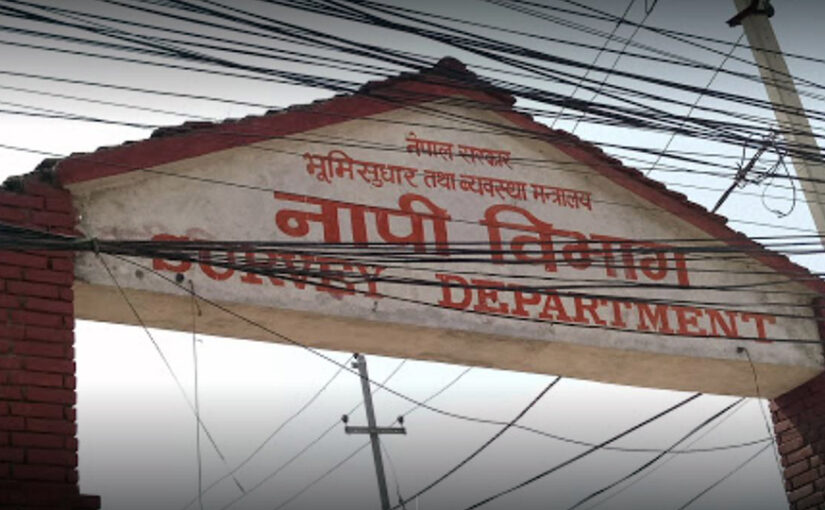 नेपाल सरकार
भूमिसुधार तथा व्यवस्था मन्त्रालय
नापी विभाग
SURVEY DEPARTMENT